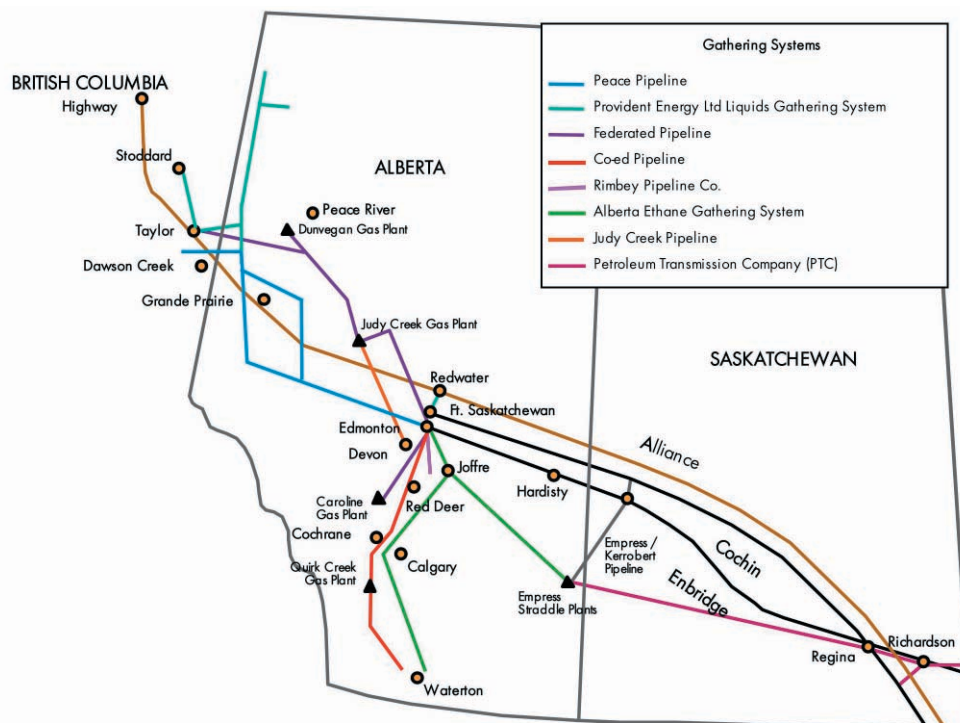 Gathering Systems
Peace Pipeline
Provident Energy Ltd Liquids Gathering System
Federated Pipeline
Co-ed Pipeline
Rimbey Pipeline Co.
Alberta Ethane Gathering System
Judy Creek Pipeline
Petroleum Transmission Company (PTC)
BRITISH COLUMBIA
Highway
Stoddard
ALBERTA
Peace River
Taylor
Dunvegan Gas Plant
Dawson Creek
Grande Prairie
Judy Creek Gas Plant
SASKATCHEWAN
Redwater
Ft. Saskatchewan
Edmonton
Devon
Alliance
Joffre
Hardisty
Caroline
Gas Plant
Red Deer
Cochrane
Empress /
Kerrobert
Pipeline
Cochin
Quirk Creek
Gas Plant
Calgary
Empress
Straddle Plants
Enbridge
Richardson
Regina
Waterton